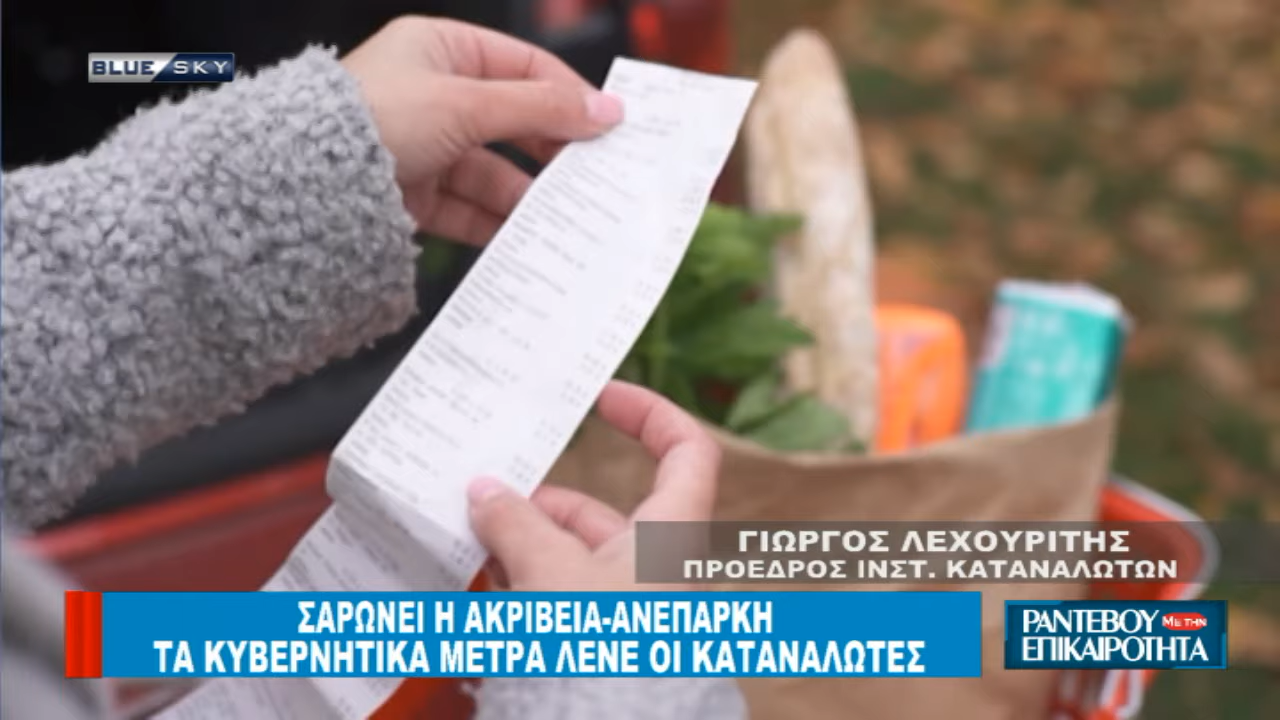 BLUE SKY
ΓΙΩΡΓΟΣ ΛΕΧΟΥΡΙΤΗΣ
ΠΡΟΕΔΡΟΣ ΙΝΣΤ. ΚΑΤΑΝΑΛΩΤΩΝ
ΣΑΡΩΝΕΙ Η ΑΚΡΙΒΕΙΑ-ΑΝΕΠΑΡΚΗ
ΤΑ ΚΥΒΕΡΝΗΤΙΚΑ ΜΕΤΡΑ ΛΕΝΕ ΟΙ ΚΑΤΑΝΑΛΩΤΕΣ
ΡΑΝΤΕΒΟΥ ΜΕ ΤΗΝ
ΕΠΙΚΑΙΡΟΤΗΤΑ